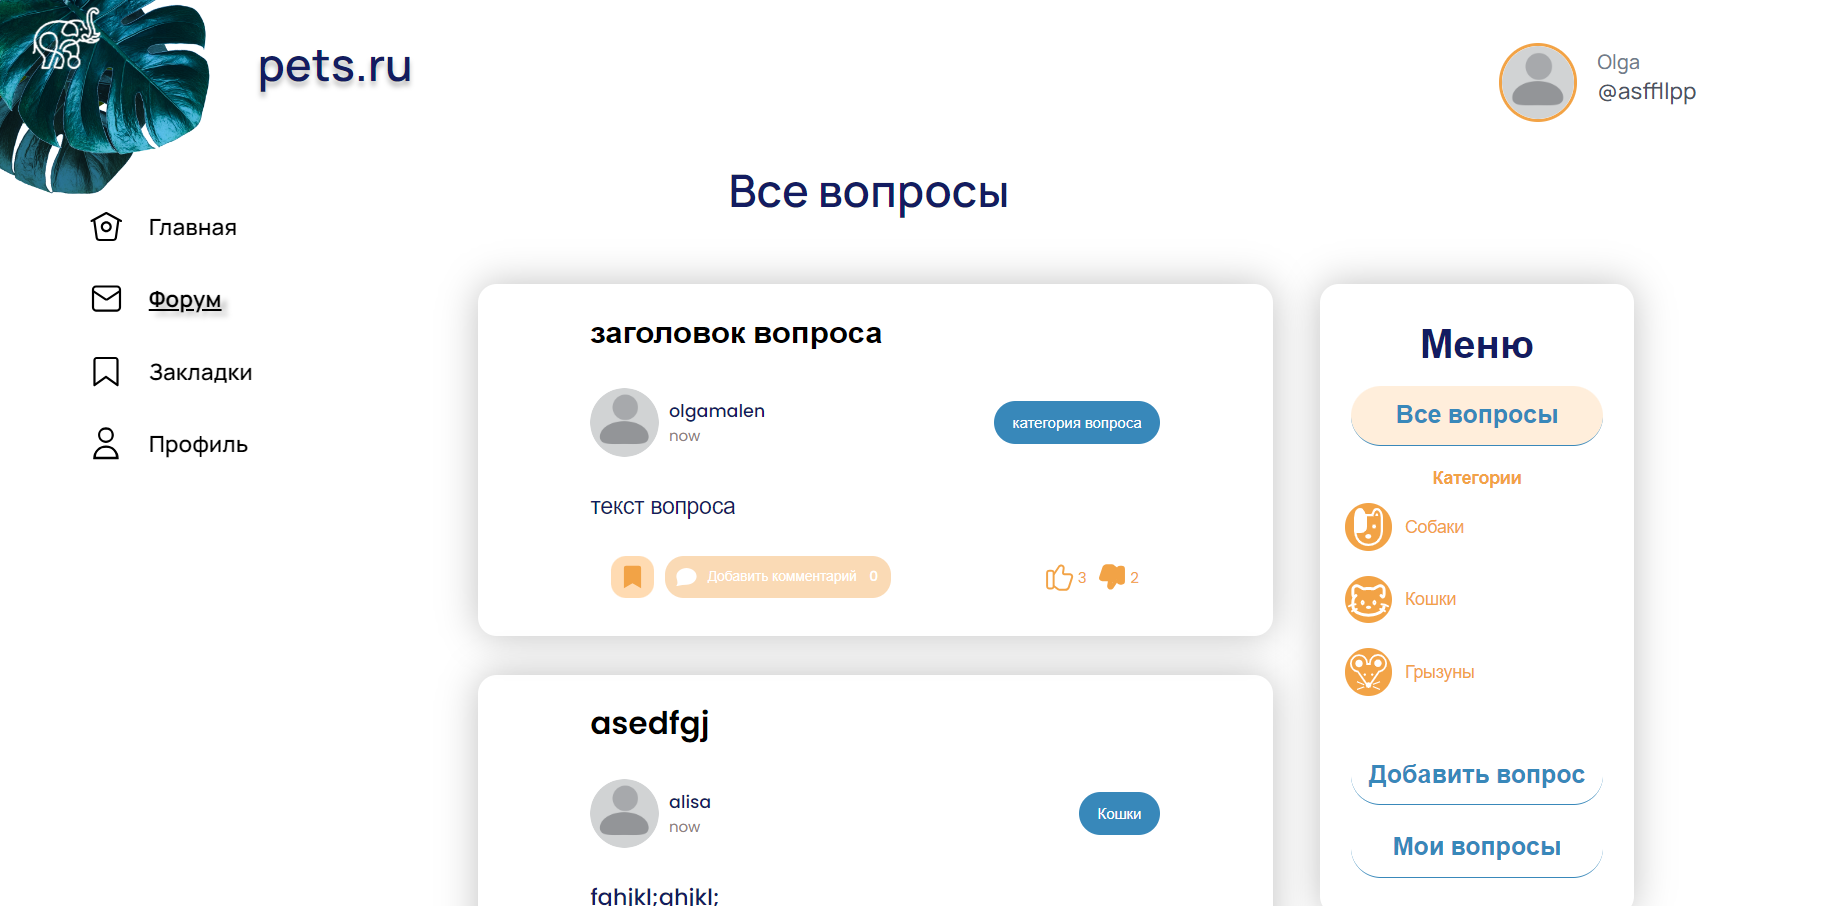 pets.ru
Olga
@asffllpp
Главная
Форум
Закладки
Профиль
Все вопросы
заголовок вопроса
olgamalen
now
категория вопроса
текст вопроса
Добавить комментарий 0
3
2
asedfgj
alisa
now
Кошки
fghjkl;ghjkl;
Меню
Все вопросы
Категории
Собаки
Кошки
Грызуны
Добавить вопрос
Мои вопросы